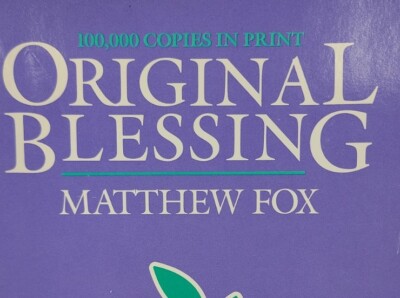 100,000 COPIES IN PRINT
ORIGINAL
BLESSING
MATTHEW FOX